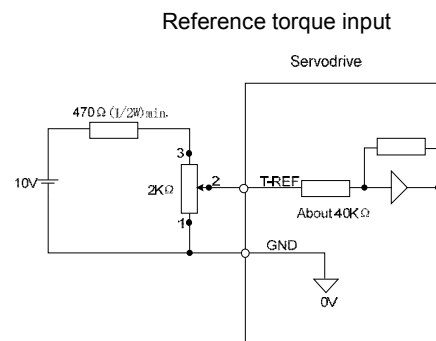 Reference torque input
Servodrive
470Ω(1/2W)min.
3
10V
2KΩ
2
T-REF
About 40KΩ
1
GND
0V